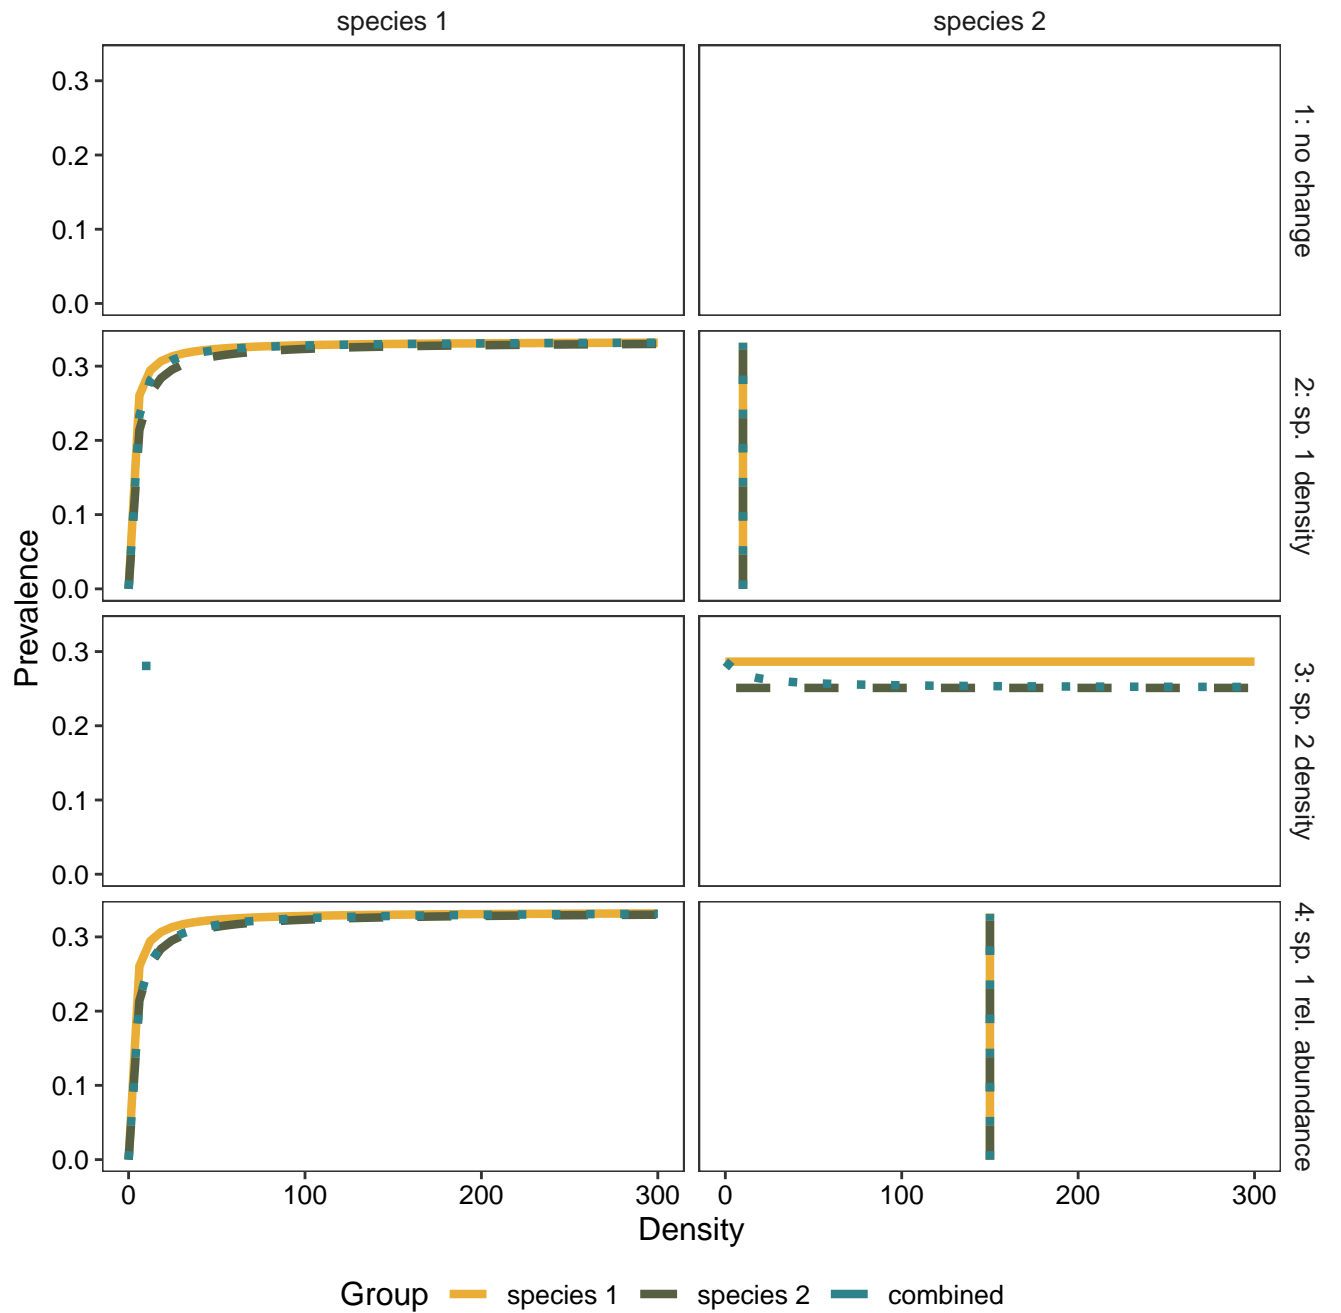 species 1 species 2
0.3
0.2
0.1
0.0
1: no change
0.3
0.2
0.1
0.0
2: sp. 1 density
0.3
0.2
0.1
0.0
3: sp. 2 density
0.3
0.2
0.1
0.0
4: sp. 1 rel. abundance
Prevalence
0 100 200 300 0 100 200 300
Density
Group species 1 species 2 combined